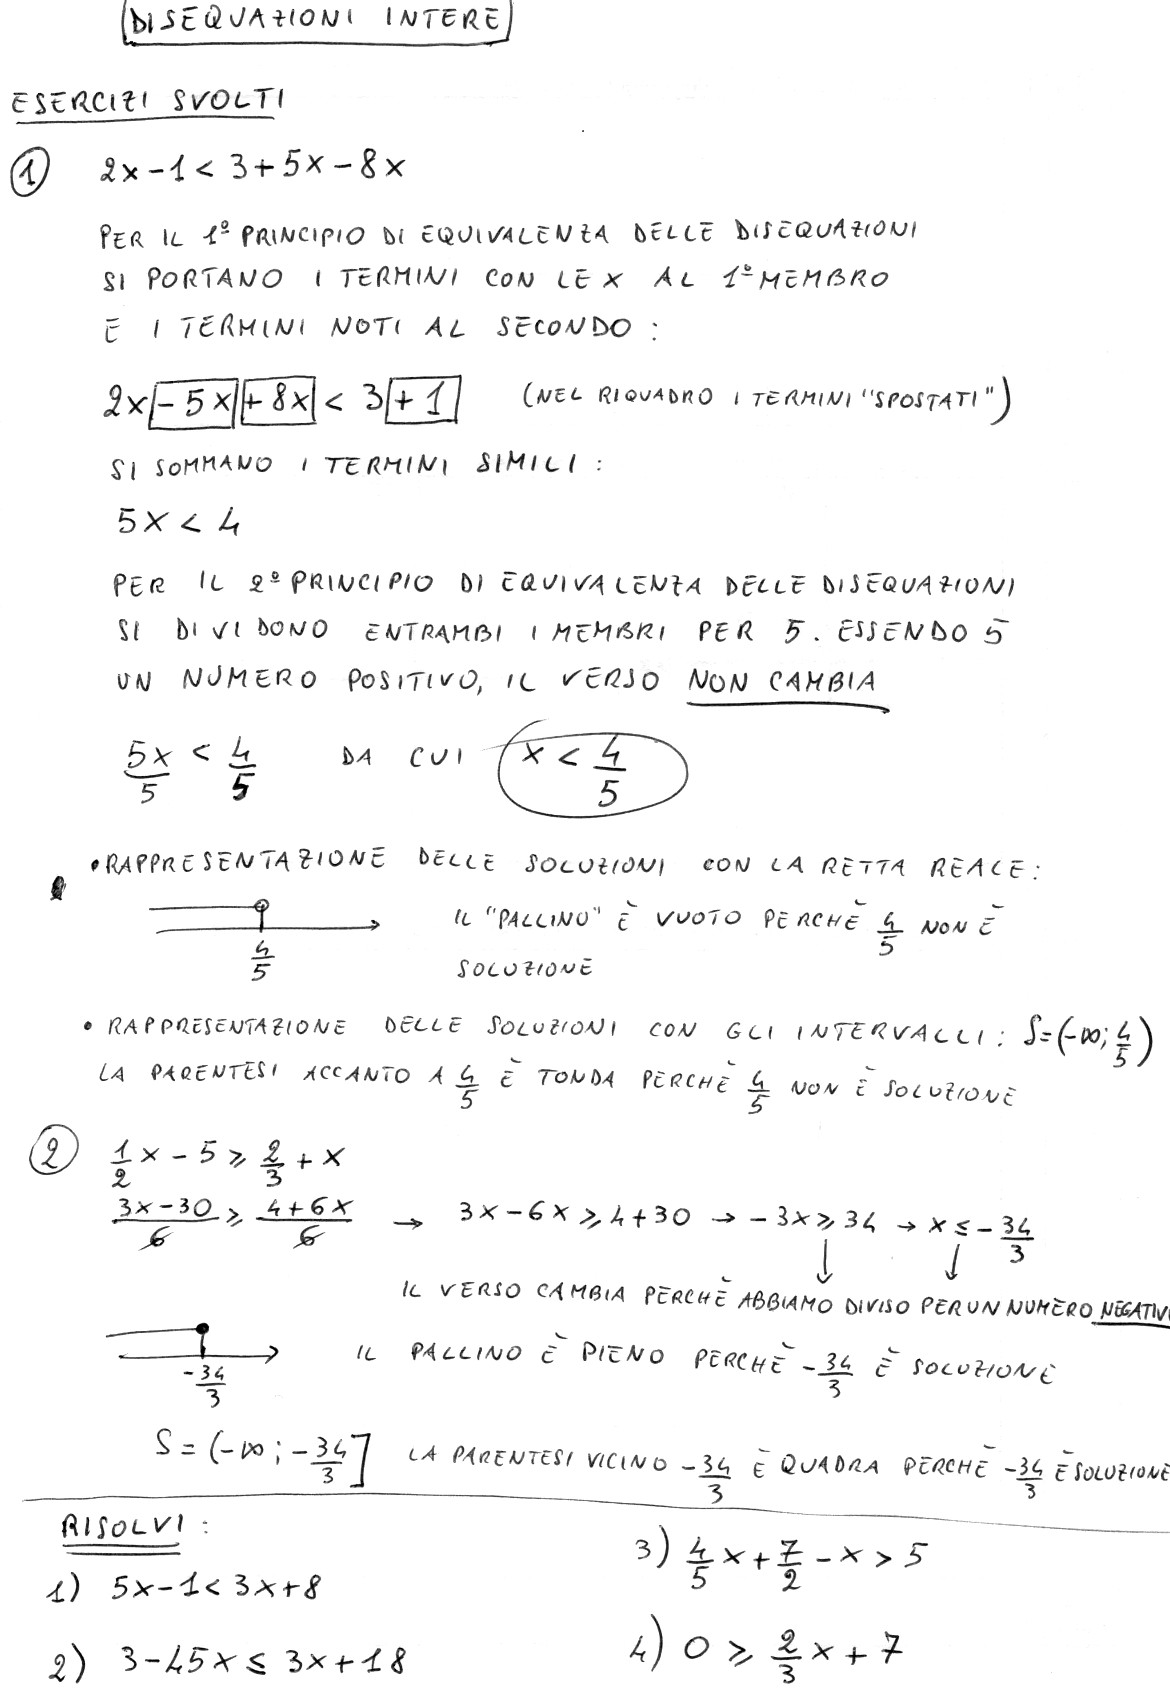 DISEQUAZIONI INTERE
ESERCIZI SVOLTI
1 2x-1<3+5x-8x
PER IL 1º PRINCIPIO DI EQUIVALENZA DELLE DISEQUAZIONI
SI PORTANO I TERMINI CON LE X AL 1º MEMBRO
E I TERMINI NOTI AL SECONDO:
2x -5x +8x < 3 +1 (NEL RIQUADRO I TERMINI "SPOSTATI")
SI SOMMANO I TERMINI SIMILI:
5x < 4
PER IL 2º PRINCIPIO DI EQUIVALENZA DELLE DISEQUAZIONI
SI DIVIDONO ENTRAMBI I MEMBRI PER 5. ESSENDO 5
UN NUMERO POSITIVO, IL VERSO NON CAMBIA
5x/5 < 4/5 DA CUI x < 4/5
• RAPPRESENTAZIONE DELLE SOLUZIONI CON LA RETTA REALE:
IL "PALLINO" È VUOTO PERCHÈ 4/5 NON È
4/5 SOLUZIONE
• RAPPRESENTAZIONE DELLE SOLUZIONI CON GLI INTERVALLI: S=(-∞; 4/5)
LA PARENTESI ACCANTO A 4/5 È TONDA PERCHÈ 4/5 NON È SOLUZIONE
2 1/2 x - 5 ≥ 2/3 + x
3x-30/6 ≥ 4+6x/6 → 3x-6x ≥ 4+30 → -3x ≥ 34 → x ≤ -34/3
IL VERSO CAMBIA PERCHÈ ABBIAMO DIVISO PER UN NUMERO NEGATIV
IL PALLINO È PIENO PERCHÈ -34/3 È SOLUZIONE
-34/3
S = (-∞; -34/3] LA PARENTESI VICINO -34/3 È QUADRA PERCHÈ -34/3 È SOLUZIONE
RISOLVI:
1) 5x-1<3x+8
2) 3-45x ≤ 3x+18
3) 4/5 x + 7/2 - x > 5
4) 0 ≥ 2/3 x + 7